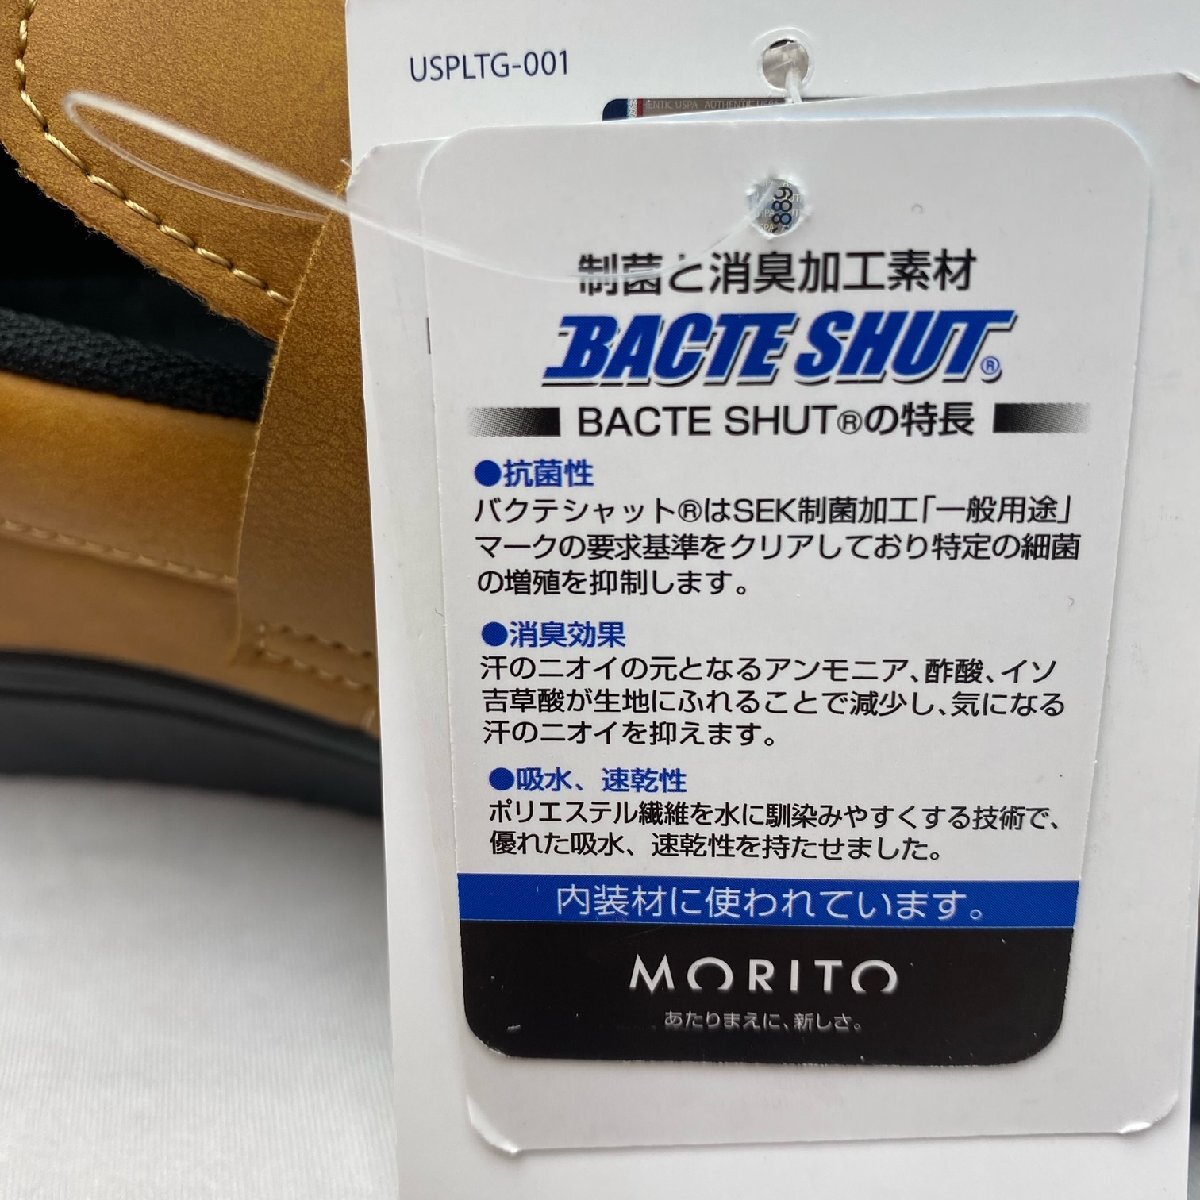 USPLTG-001
制菌と消臭加工素材
BACTE SHUT®
BACTE SHUT®の特長
●抗菌性
バクテシャット®はSEK制菌加工「一般用途」
マークの要求基準をクリアしており特定の細菌
の増殖を抑制します。
●消臭効果
汗のニオイの元となるアンモニア、酢酸、イソ
吉草酸が生地にふれることで減少し、気になる
汗のニオイを抑えます。
●吸水、速乾性
ポリエステル繊維を水に馴染みやすくする技術で、
優れた吸水、速乾性を持たせました。
内装材に使われています。
MORITO
あたりまえに、新しさ。